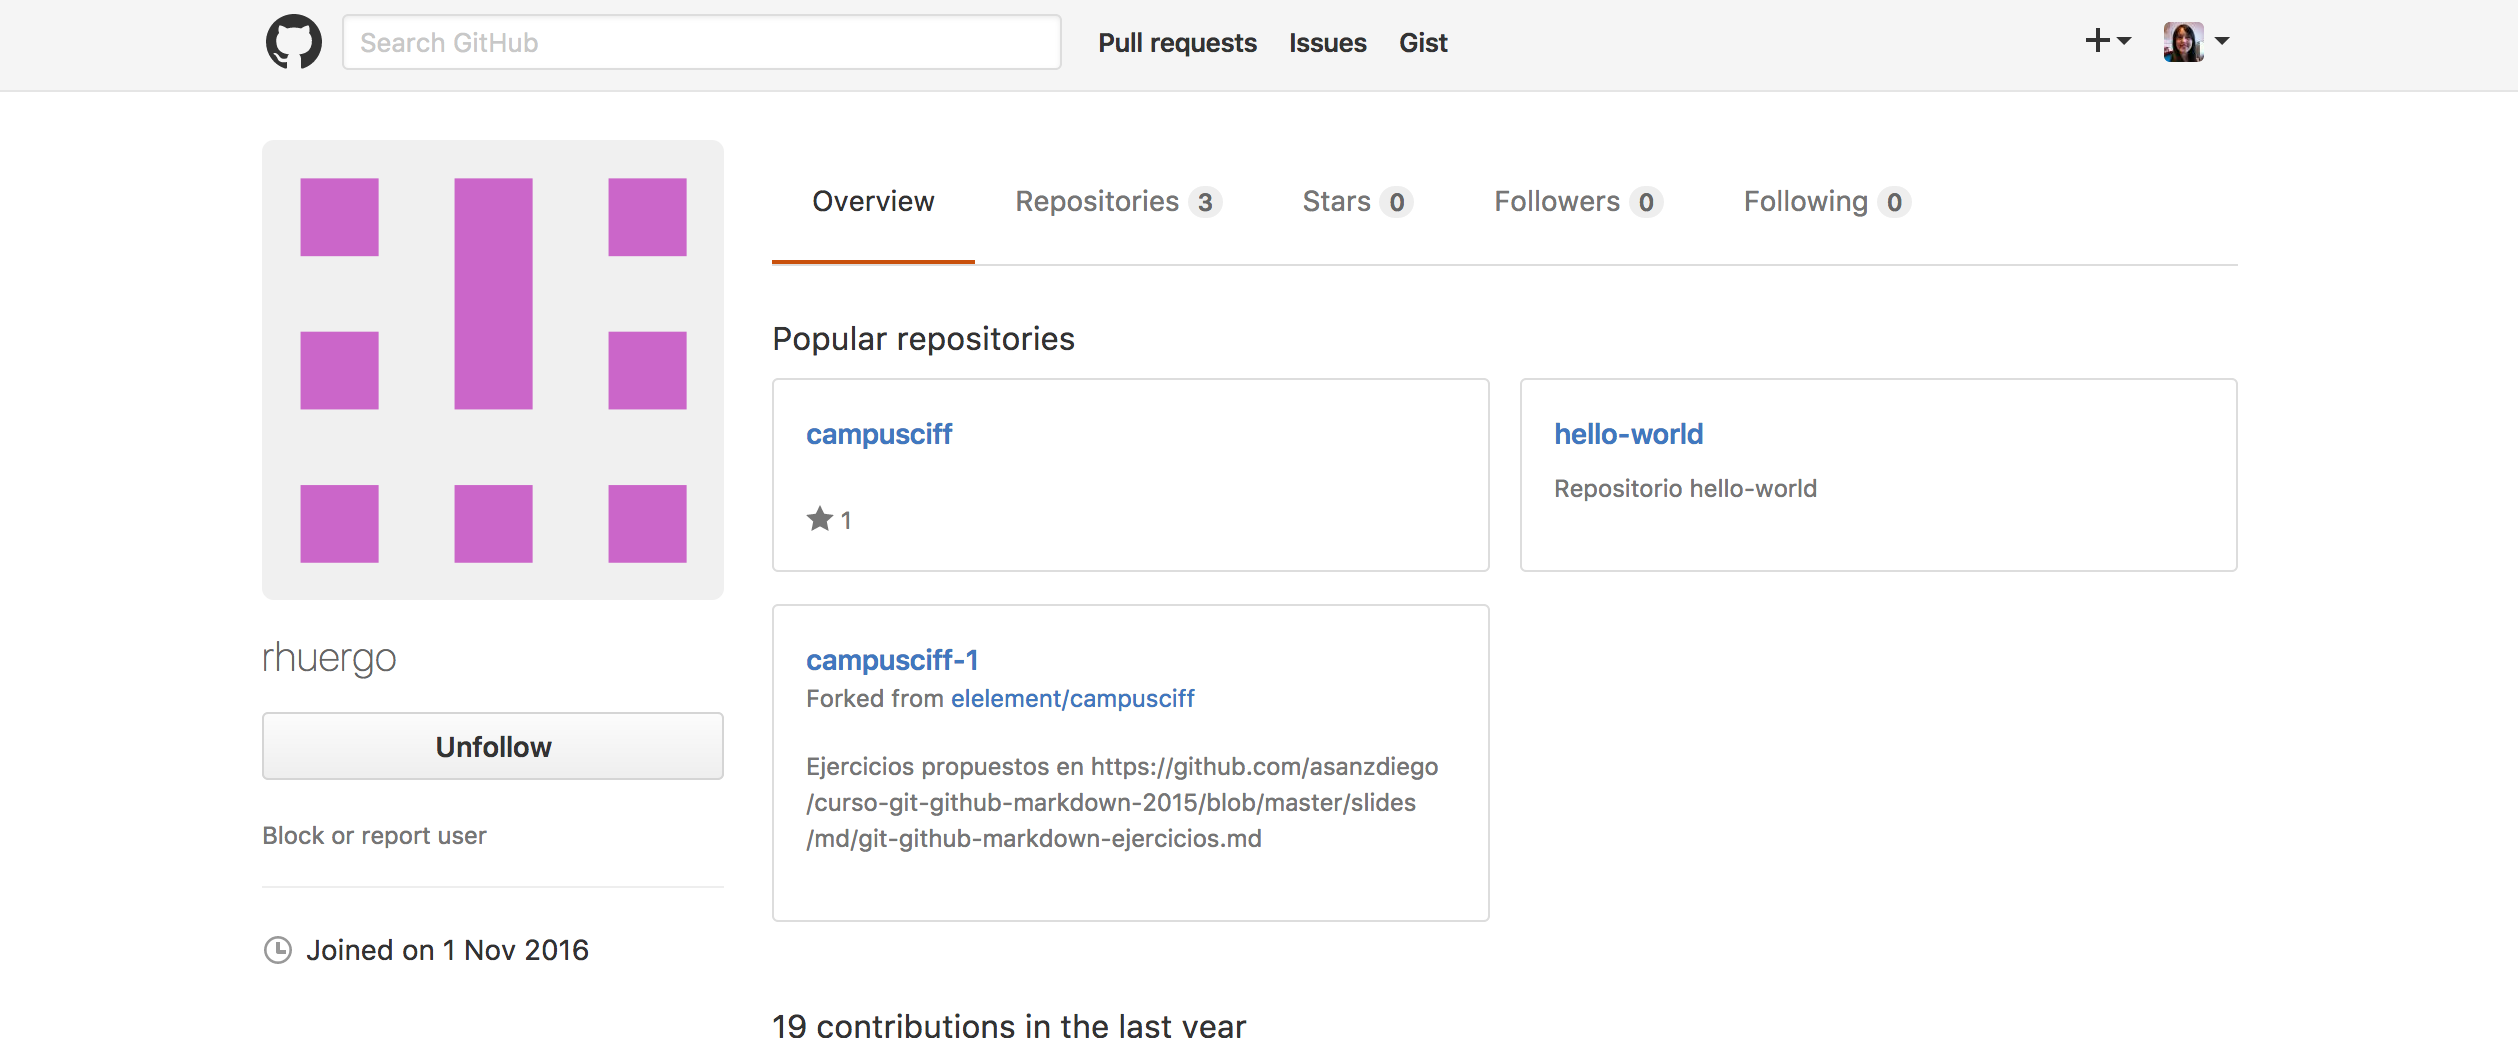 Search GitHub
Pull requests
Issues
Gist
Overview
Repositories 3
Stars 0
Followers 0
Following 0
rhuergo
Unfollow
Block or report user
Joined on 1 Nov 2016
Popular repositories
campusciff
1
hello-world
Repositorio hello-world
campusciff-1
Forked from elelement/campusciff
Ejercicios propuestos en https://github.com/asanzdiego
/curso-git-github-markdown-2015/blob/master/slides
/md/git-github-markdown-ejercicios.md
19 contributions in the last year